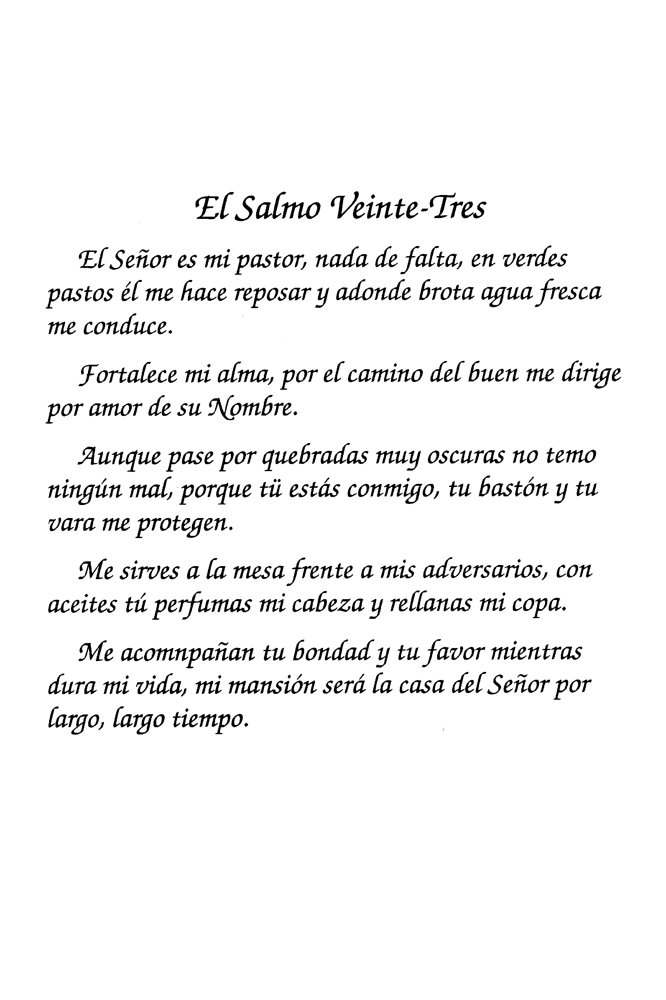 El Salmo Veinte-Tres
El Señor es mi pastor, nada de falta, en verdes
pastos él me hace reposar y adonde brota agua fresca
me conduce.
Fortalece mi alma, por el camino del buen me dirige
por amor de su Nombre.
Aunque pase por quebradas muy oscuras no temo
ningún mal, porque tü estás conmigo, tu bastón y tu
vara me protegen.
Me sirves a la mesa frente a mis adversarios, con
aceites tú perfumas mi cabeza y rellanas mi copa.
Me acomnpañan tu bondad y tu favor mientras
dura mi vida, mi mansión será la casa del Señor por
largo, largo tiempo.